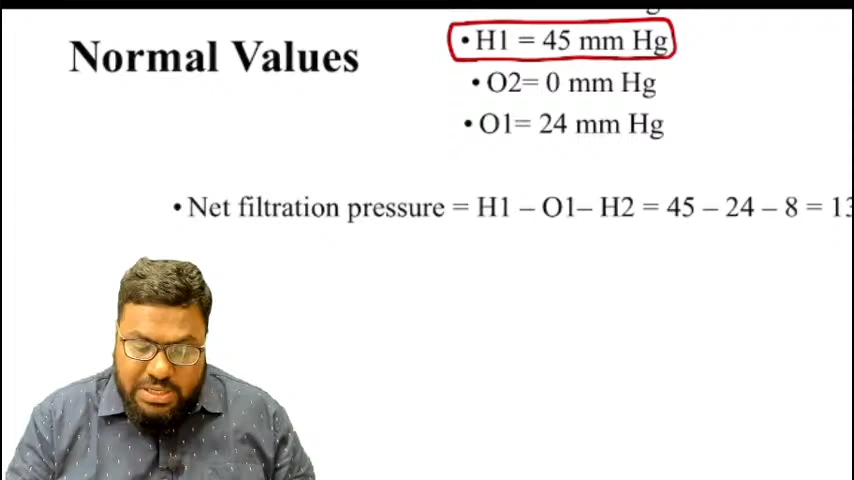 Normal Values
• H1 = 45 mm Hg
• O2= 0 mm Hg
• O1= 24 mm Hg
• Net filtration pressure = H1 – O1– H2 = 45 – 24 – 8 = 13